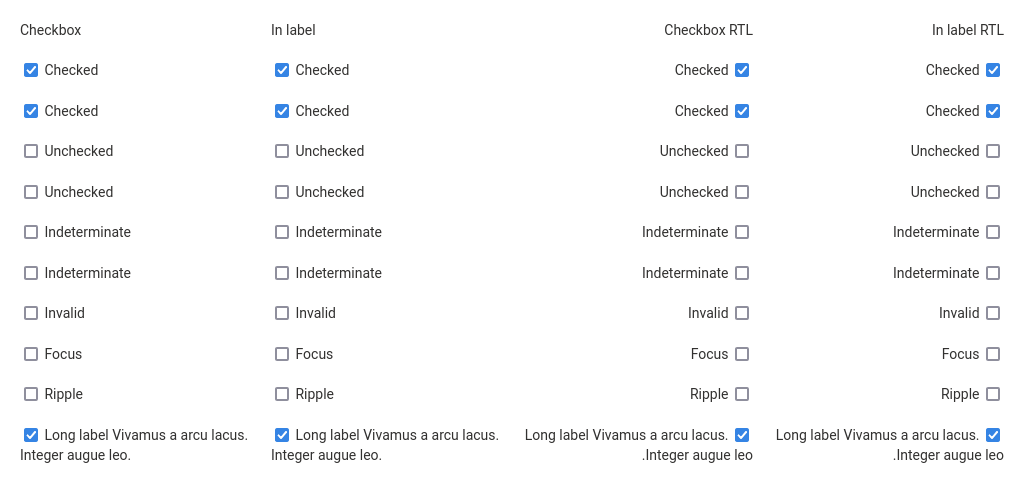 Checkbox In label Checkbox RTL In label RTL
Checked Checked Checked Checked
Checked Checked Checked Checked
Unchecked Unchecked Unchecked Unchecked
Unchecked Unchecked Unchecked Unchecked
Indeterminate Indeterminate Indeterminate Indeterminate
Indeterminate Indeterminate Indeterminate Indeterminate
Invalid Invalid Invalid Invalid
Focus Focus Focus Focus
Ripple Ripple Ripple Ripple
Long label Vivamus a arcu lacus. Long label Vivamus a arcu lacus. Long label Vivamus a arcu lacus. Long label Vivamus a arcu lacus.
Integer augue leo. Integer augue leo. .Integer augue leo .Integer augue leo